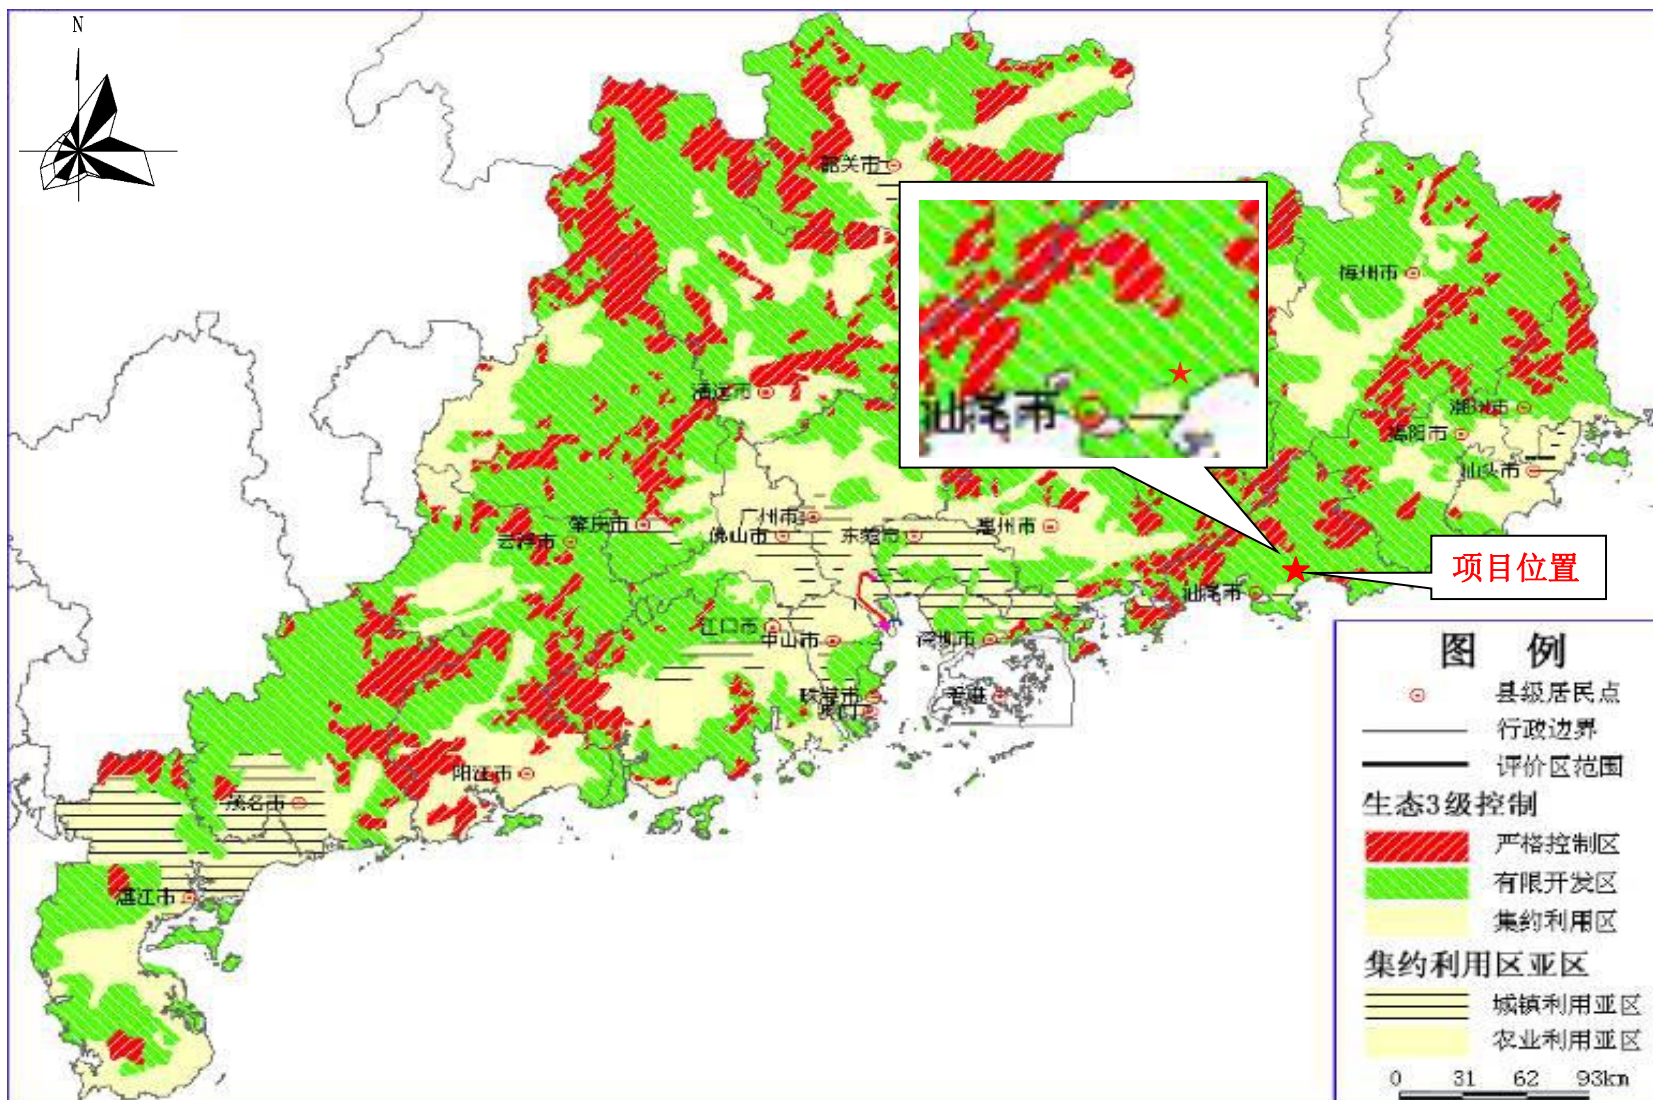 N
韶关市
梅州市
清远市
潮州市
揭阳市
汕头市
汕尾市
肇庆市
广州市
佛山市
东莞市
惠州市
云浮市
项目位置
汕尾市
江门市
中山市
深圳市
珠海市
澳门
香港
阳江市
茂名市
湛江市
图 例
县级居民点
行政边界
评价区范围
生态3级控制
严格控制区
有限开发区
集约利用区
集约利用区亚区
城镇利用亚区
农业利用亚区
0 31 62 93km